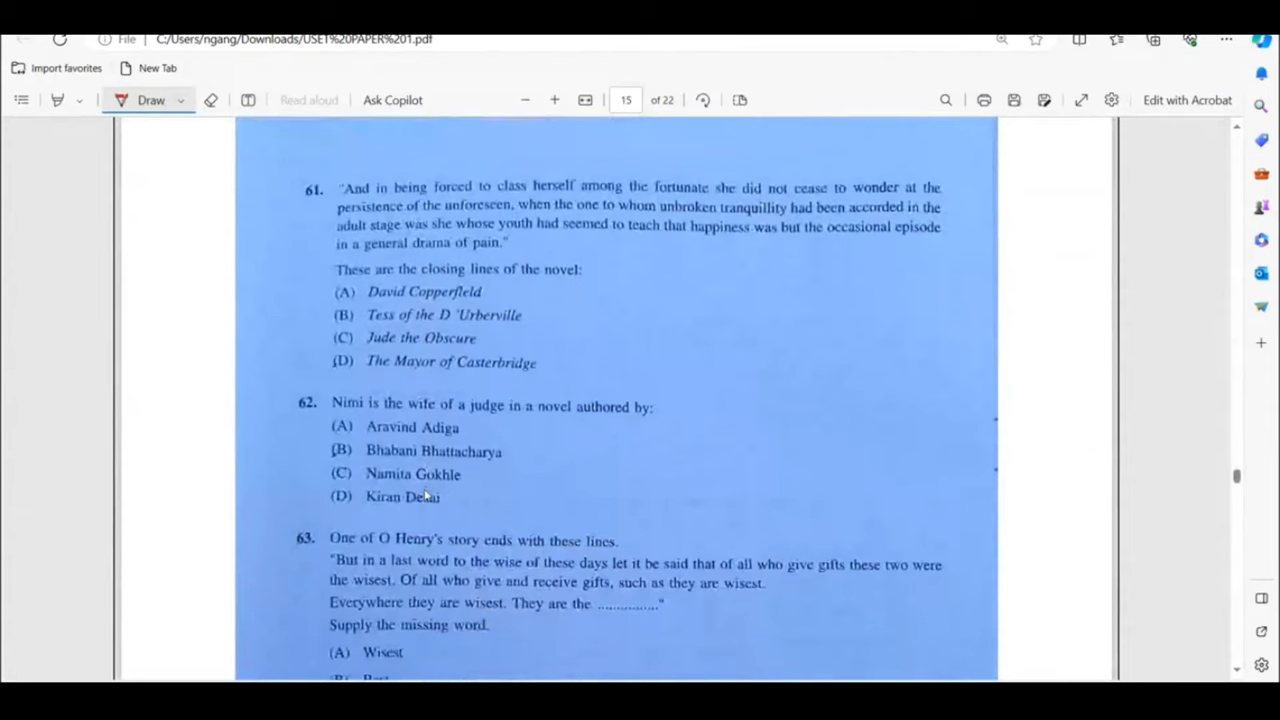 File C:/Users/ngang/Downloads/USET%20PAPER%201.pdf
Import favorites New Tab
Draw Read aloud Ask Copilot 15 of 22 Edit with Acrobat
61. "And in being forced to class herself among the fortunate she did not cease to wonder at the
persistence of the unforeseen, when the one to whom unbroken tranquillity had been accorded in the
adult stage was she whose youth had seemed to teach that happiness was but the occasional episode
in a general drama of pain."
These are the closing lines of the novel:
(A) David Copperfield
(B) Tess of the D 'Urberville
(C) Jude the Obscure
(D) The Mayor of Casterbridge
62. Nimi is the wife of a judge in a novel authored by:
(A) Aravind Adiga
(B) Bhabani Bhattacharya
(C) Namita Gokhle
(D) Kiran Desai
63. One of O Henry's story ends with these lines.
"But in a last word to the wise of these days let it be said that of all who give gifts these two were
the wisest. Of all who give and receive gifts, such as they are wisest.
Everywhere they are wisest. They are the ..............."
Supply the missing word.
(A) Wisest